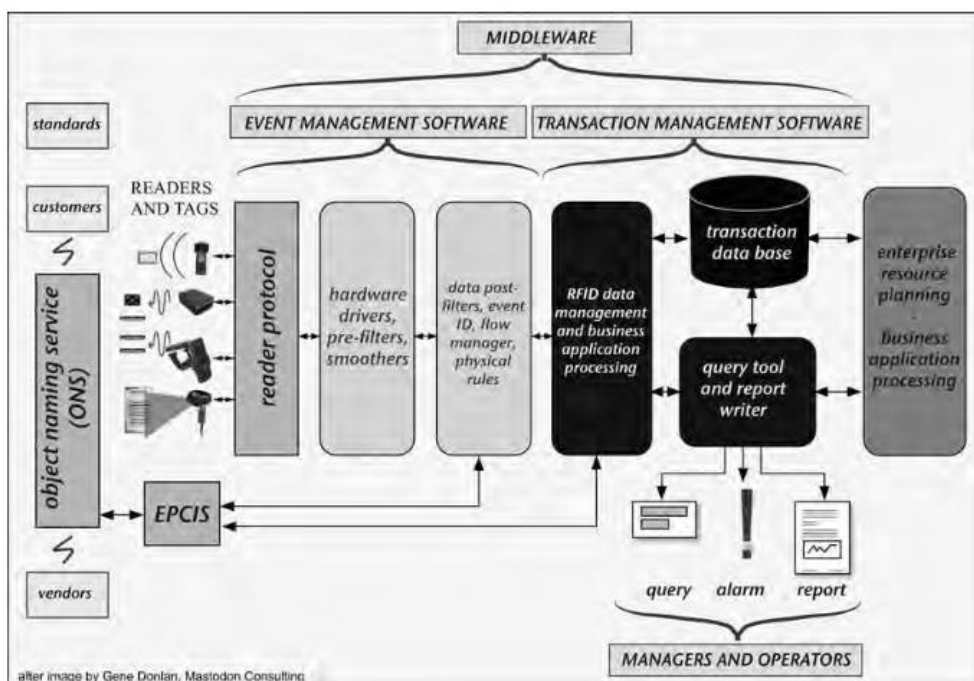 MIDDLEWARE
standards
EVENT MANAGEMENT SOFTWARE
TRANSACTION MANAGEMENT SOFTWARE
customers
READERS
AND TAGS
object naming service
(ONS)
reader protocol
hardware
drivers,
pre-filters,
smoothers
data post-
filters, event
ID, flow
manager,
physical
rules
RFID data
management
and business
application
processing
transaction
data base
query tool
and report
writer
enterprise
resource
planning
-
business
application
processing
EPCIS
vendors
query
alarm
report
MANAGERS AND OPERATORS
after image by Gene Donlan, Mastodon Consulting